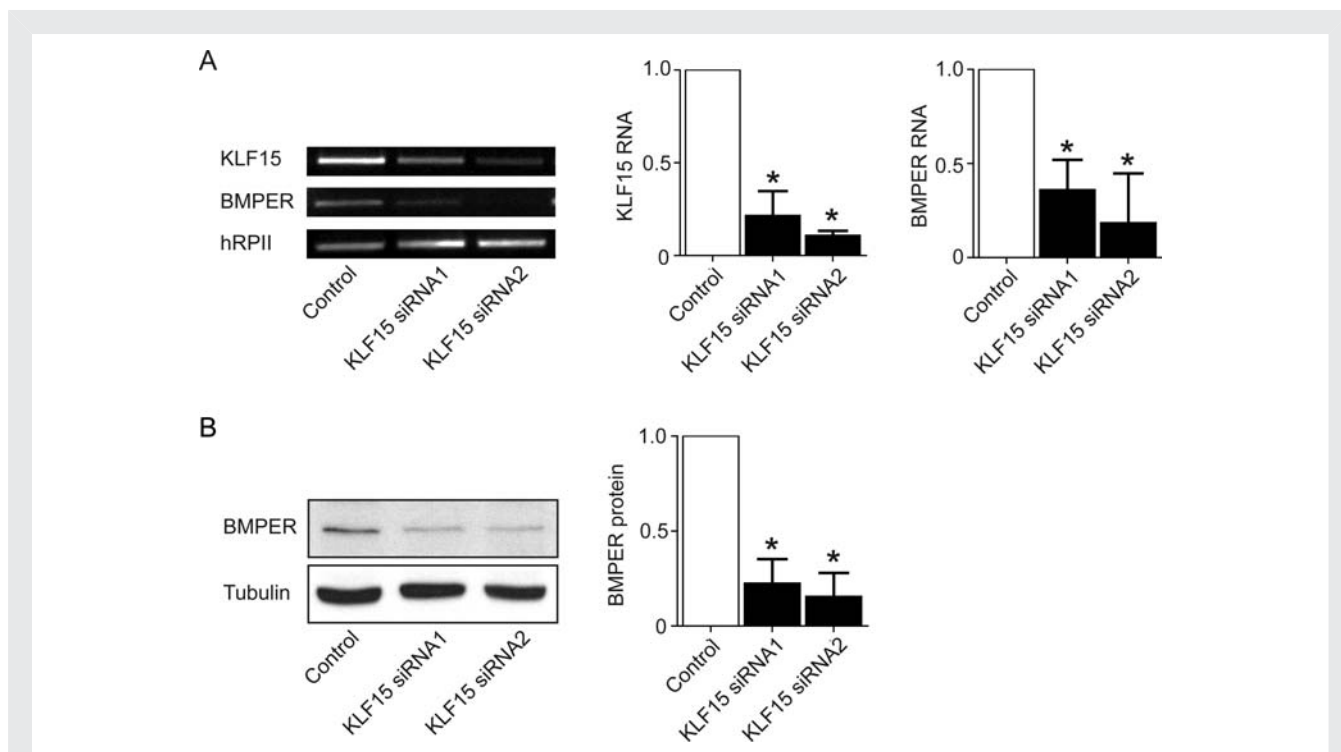 A
KLF15
BMPER
hRPII
Control
KLF15 siRNA1
KLF15 siRNA2
KLF15 RNA
1.0
0.5
0
*
*
Control
KLF15 siRNA1
KLF15 siRNA2
BMPER RNA
1.0
0.5
0
*
*
Control
KLF15 siRNA1
KLF15 siRNA2
B
BMPER
Tubulin
Control
KLF15 siRNA1
KLF15 siRNA2
BMPER protein
1.0
0.5
0
*
*
Control
KLF15 siRNA1
KLF15 siRNA2